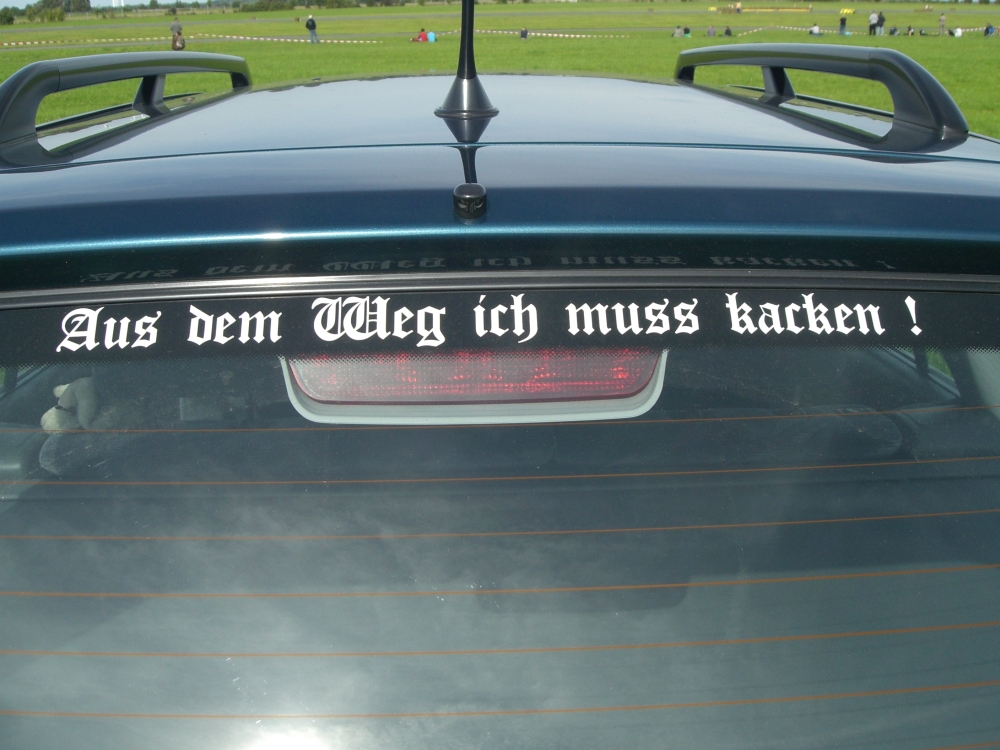 Aus dem Weg ich muss kacken !